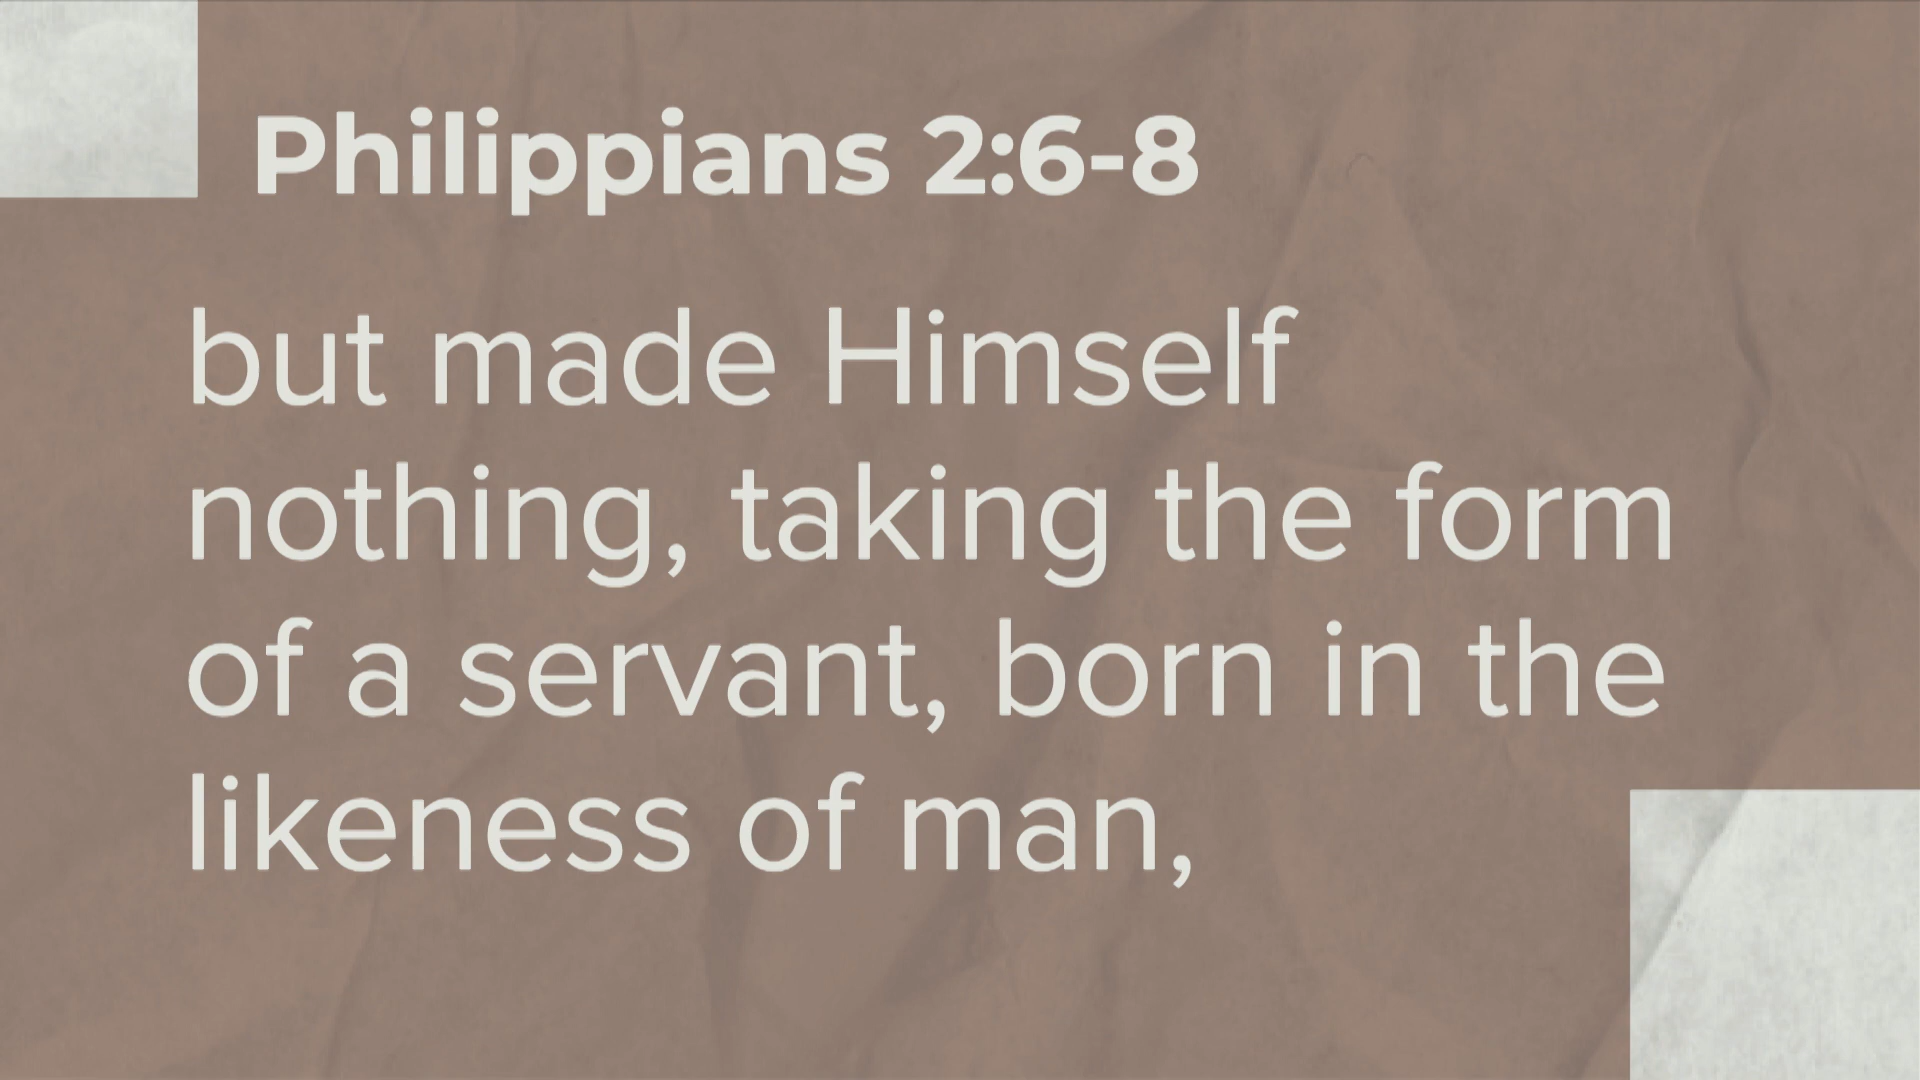 Philippians 2:6-8
but made Himself
nothing, taking the form
of a servant, born in the
likeness of man,